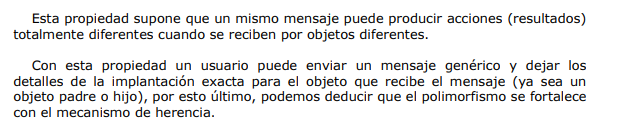 Esta propiedad supone que un mismo mensaje puede producir acciones (resultados)
totalmente diferentes cuando se reciben por objetos diferentes.
Con esta propiedad un usuario puede enviar un mensaje genérico y dejar los
detalles de la implantación exacta para el objeto que recibe el mensaje (ya sea un
objeto padre o hijo), por esto último, podemos deducir que el polimorfismo se fortalece
con el mecanismo de herencia.